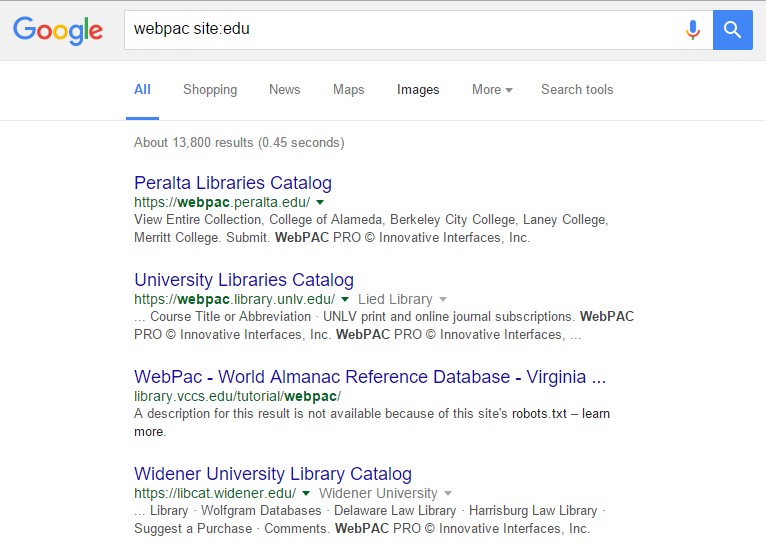 Google
webpac site:edu
All Shopping News Maps Images More Search tools
About 13,800 results (0.45 seconds)
Peralta Libraries Catalog
https://webpac.peralta.edu/
View Entire Collection, College of Alameda, Berkeley City College, Laney College,
Merritt College. Submit. WebPAC PRO © Innovative Interfaces, Inc.
University Libraries Catalog
https://webpac.library.unlv.edu/ Lied Library
... Course Title or Abbreviation · UNLV print and online journal subscriptions. WebPAC
PRO © Innovative Interfaces, Inc. WebPAC PRO © Innovative Interfaces, ...
WebPac - World Almanac Reference Database - Virginia ...
library.vccs.edu/tutorial/webpac/
A description for this result is not available because of this site's robots.txt – learn
more.
Widener University Library Catalog
https://libcat.widener.edu/ Widener University
... Library · Wolfgram Databases · Delaware Law Library · Harrisburg Law Library ·
Suggest a Purchase · Comments. WebPAC PRO © Innovative Interfaces, Inc.